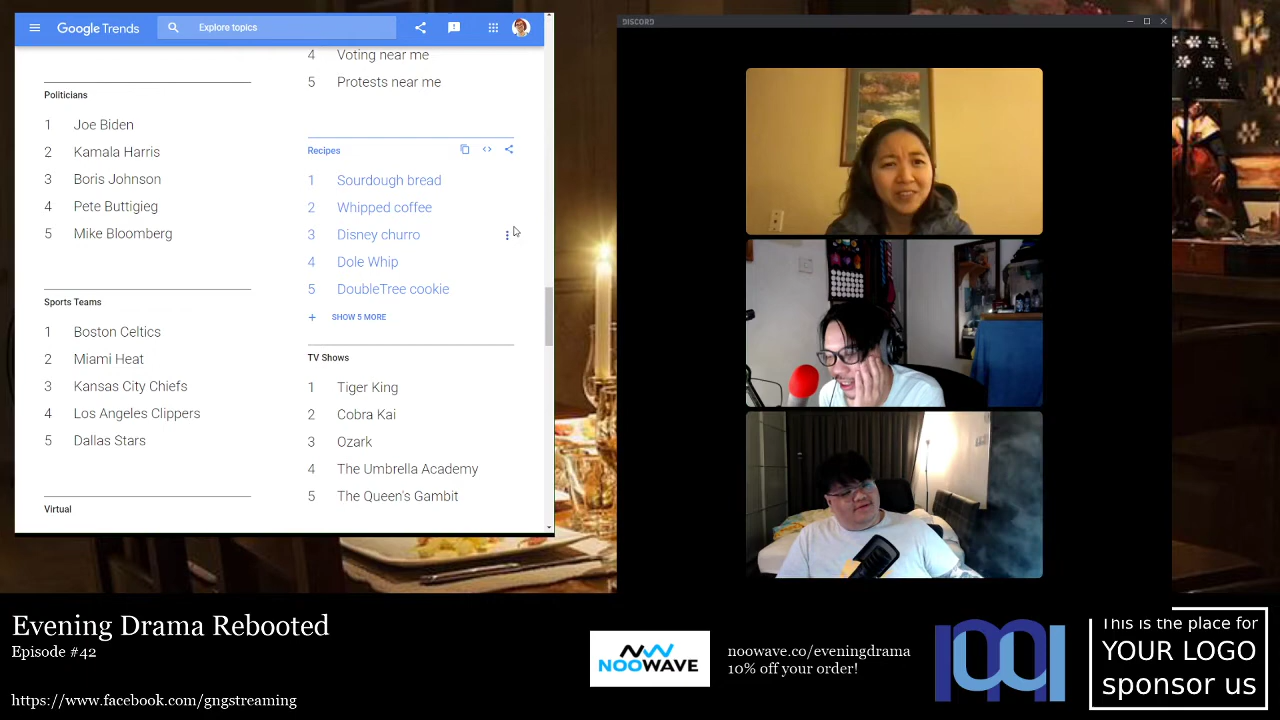 Google Trends
Explore topics
Politicians
1 Joe Biden
2 Kamala Harris
3 Boris Johnson
4 Pete Buttigieg
5 Mike Bloomberg
Sports Teams
1 Boston Celtics
2 Miami Heat
3 Kansas City Chiefs
4 Los Angeles Clippers
5 Dallas Stars
Virtual
4 Voting near me
5 Protests near me
Recipes
1 Sourdough bread
2 Whipped coffee
3 Disney churro
4 Dole Whip
5 DoubleTree cookie
+ SHOW 5 MORE
TV Shows
1 Tiger King
2 Cobra Kai
3 Ozark
4 The Umbrella Academy
5 The Queen's Gambit
DISCORD
Evening Drama Rebooted
Episode #42
https://www.facebook.com/gngstreaming
NOOWAVE
noowave.co/eveningdrama
10% off your order!
This is the place for
YOUR LOGO
sponsor us